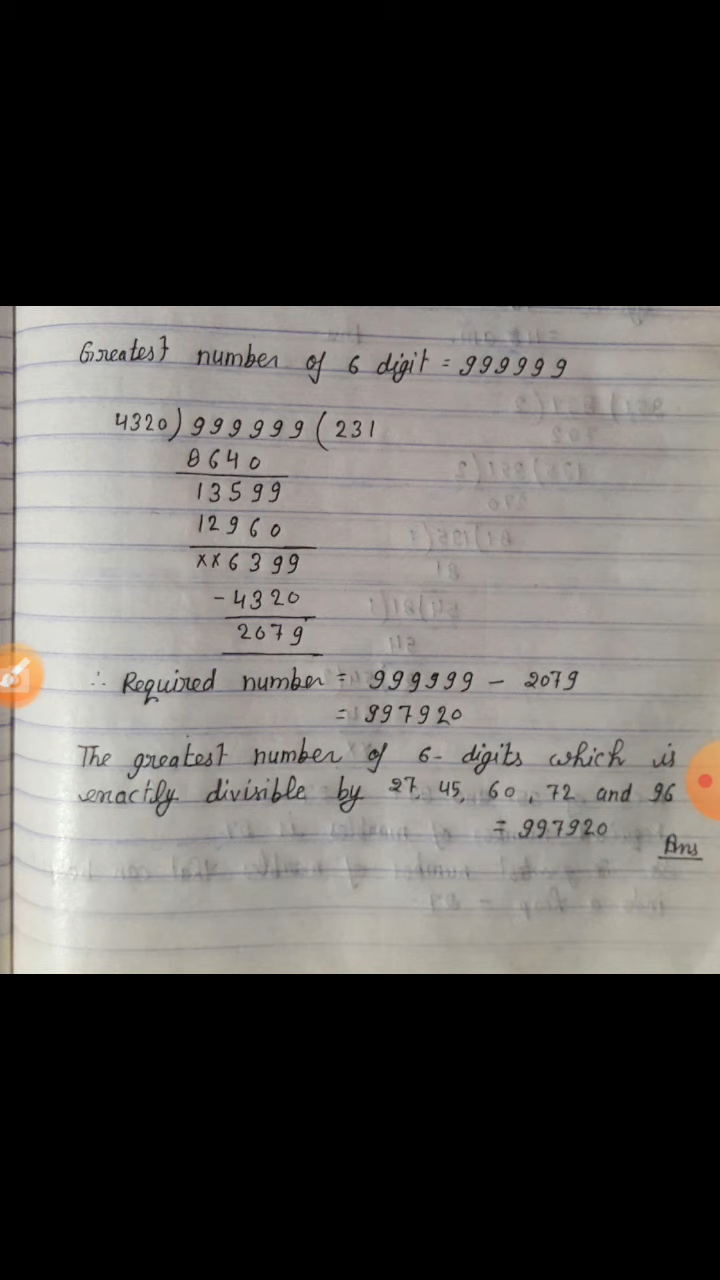 Greatest number of 6 digit = 999999
4320) 999999 (231
8640
13599
12960
××6399
-4320
2079
∴ Required number = 999999 - 2079
= 997920
The greatest number of 6- digits which is
enactly divisible by 27, 45, 60, 72 and 96
= 997920
Ans